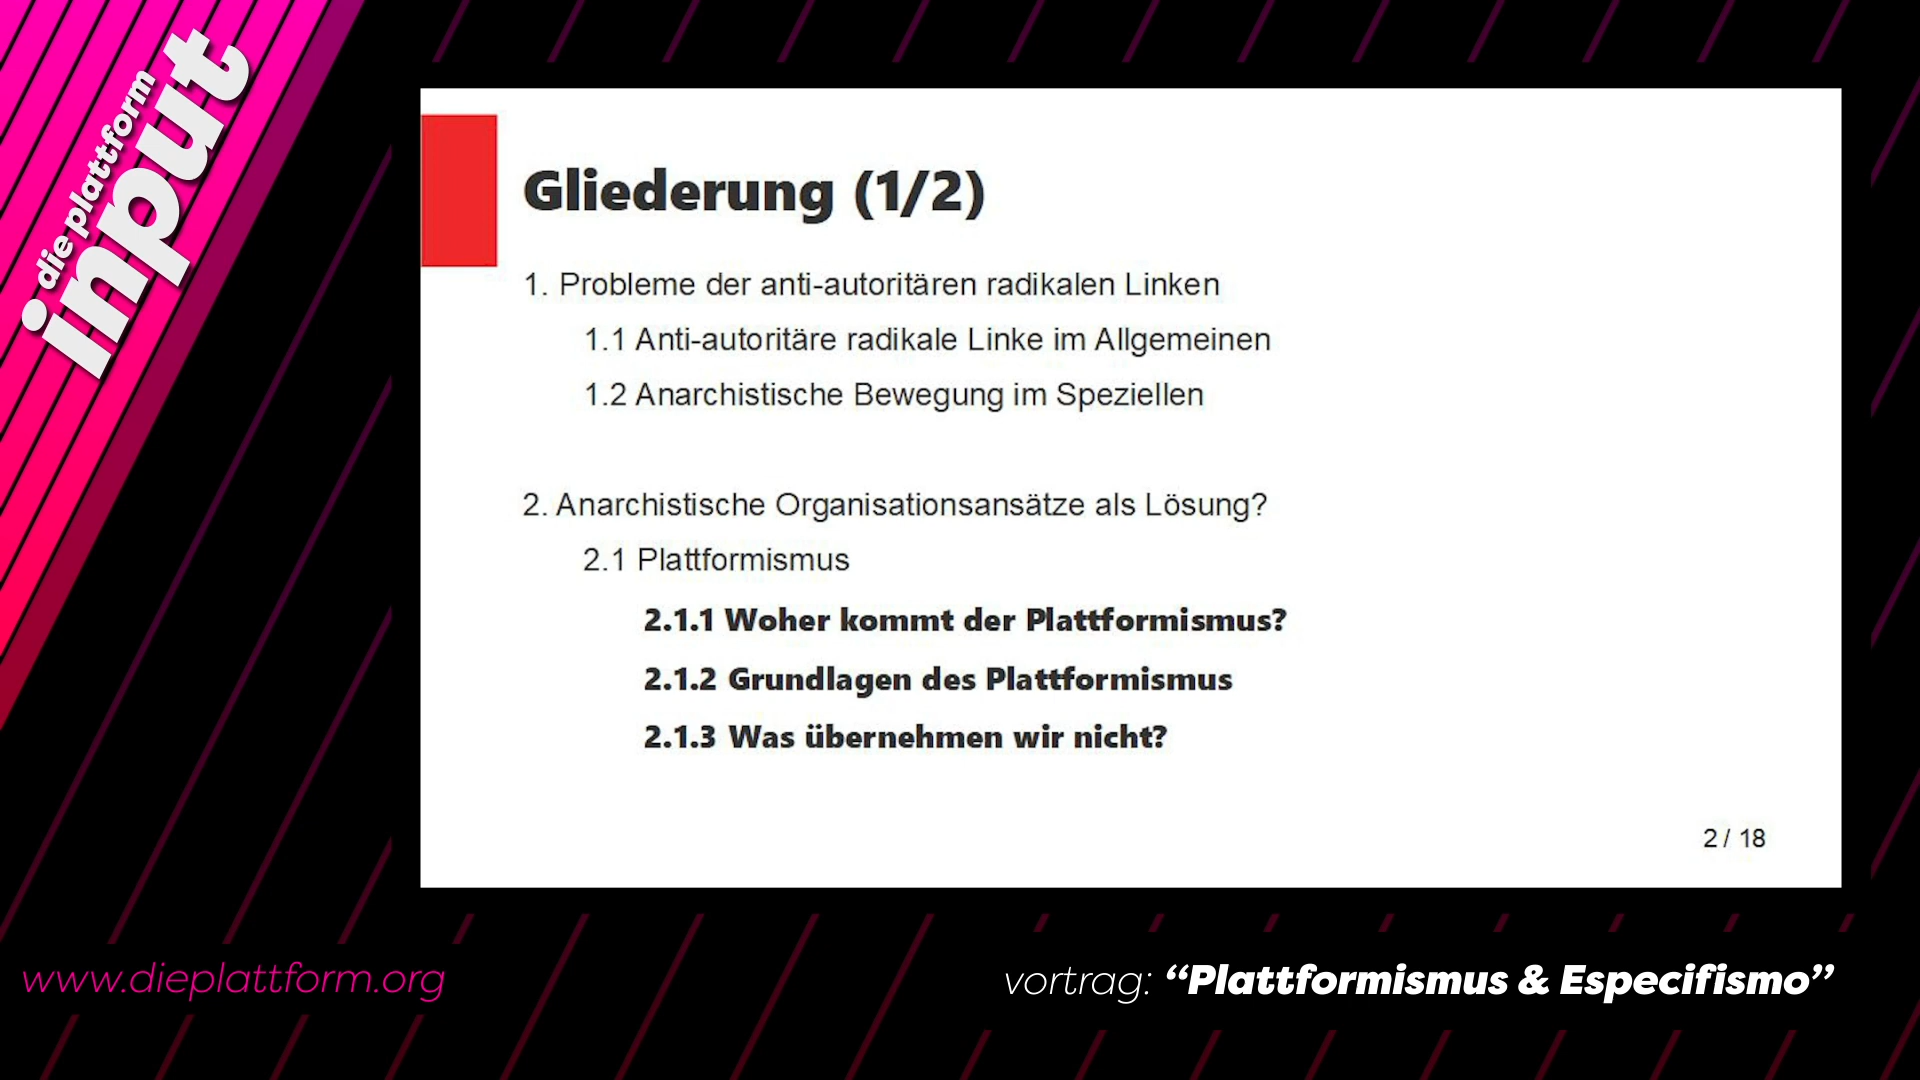 die plattform
input
Gliederung (1/2)
1. Probleme der anti-autoritären radikalen Linken
1.1 Anti-autoritäre radikale Linke im Allgemeinen
1.2 Anarchistische Bewegung im Speziellen
2. Anarchistische Organisationsansätze als Lösung?
2.1 Plattformismus
2.1.1 Woher kommt der Plattformismus?
2.1.2 Grundlagen des Plattformismus
2.1.3 Was übernehmen wir nicht?
2 / 18
www.dieplattform.org
vortrag: “Plattformismus & Especifismo”